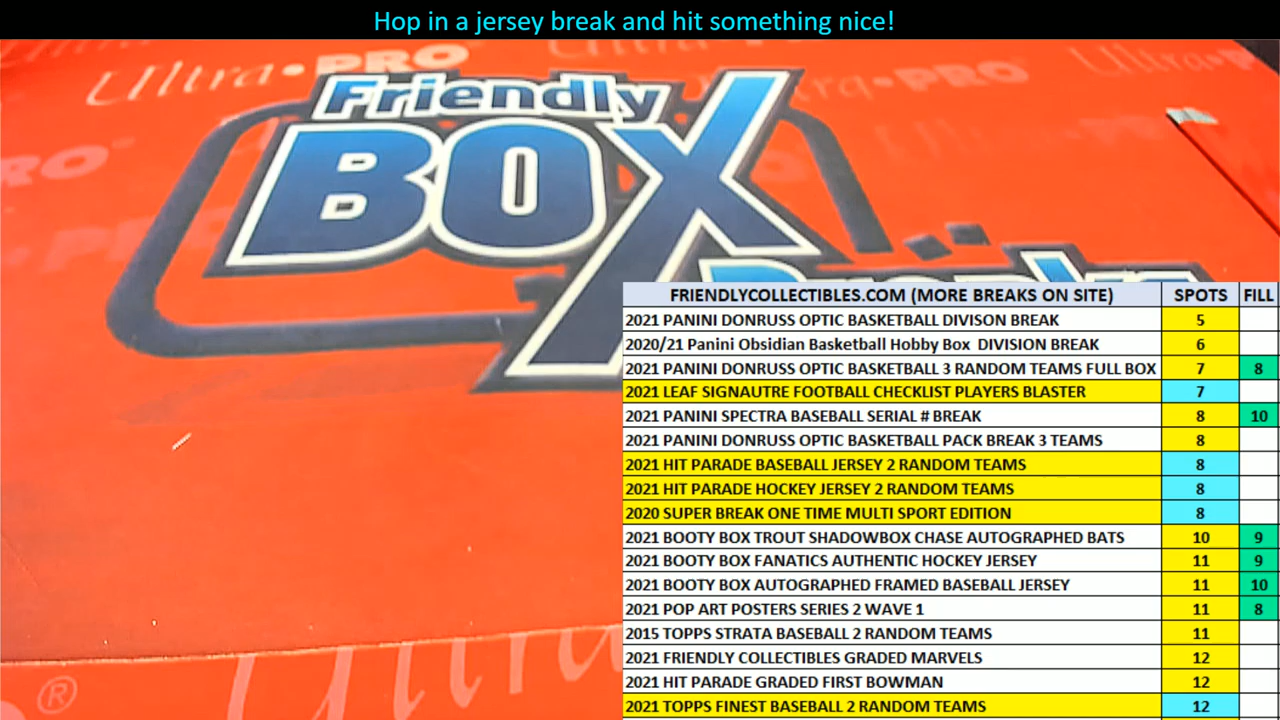 Hop in a jersey break and hit something nice!
Ultra•PRO
Friendly
BOX
FRIENDLYCOLLECTIBLES.COM (MORE BREAKS ON SITE) SPOTS FILL
2021 PANINI DONRUSS OPTIC BASKETBALL DIVISON BREAK 5
2020/21 Panini Obsidian Basketball Hobby Box DIVISION BREAK 6
2021 PANINI DONRUSS OPTIC BASKETBALL 3 RANDOM TEAMS FULL BOX 7 8
2021 LEAF SIGNAUTRE FOOTBALL CHECKLIST PLAYERS BLASTER 7
2021 PANINI SPECTRA BASEBALL SERIAL # BREAK 8 10
2021 PANINI DONRUSS OPTIC BASKETBALL PACK BREAK 3 TEAMS 8
2021 HIT PARADE BASEBALL JERSEY 2 RANDOM TEAMS 8
2021 HIT PARADE HOCKEY JERSEY 2 RANDOM TEAMS 8
2020 SUPER BREAK ONE TIME MULTI SPORT EDITION 8
2021 BOOTY BOX TROUT SHADOWBOX CHASE AUTOGRAPHED BATS 10 9
2021 BOOTY BOX FANATICS AUTHENTIC HOCKEY JERSEY 11 9
2021 BOOTY BOX AUTOGRAPHED FRAMED BASEBALL JERSEY 11 10
2021 POP ART POSTERS SERIES 2 WAVE 1 11 8
2015 TOPPS STRATA BASEBALL 2 RANDOM TEAMS 11
2021 FRIENDLY COLLECTIBLES GRADED MARVELS 12
2021 HIT PARADE GRADED FIRST BOWMAN 12
2021 TOPPS FINEST BASEBALL 2 RANDOM TEAMS 12